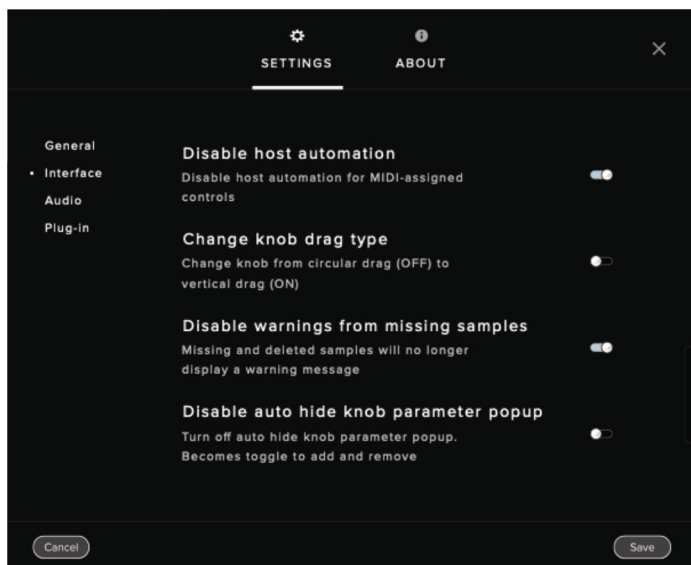 SETTINGS
ABOUT
General
Interface
Audio
Plug-in
Disable host automation
Disable host automation for MIDI-assigned
controls
Change knob drag type
Change knob from circular drag (OFF) to
vertical drag (ON)
Disable warnings from missing samples
Missing and deleted samples will no longer
display a warning message
Disable auto hide knob parameter popup
Turn off auto hide knob parameter popup.
Becomes toggle to add and remove
Cancel
Save